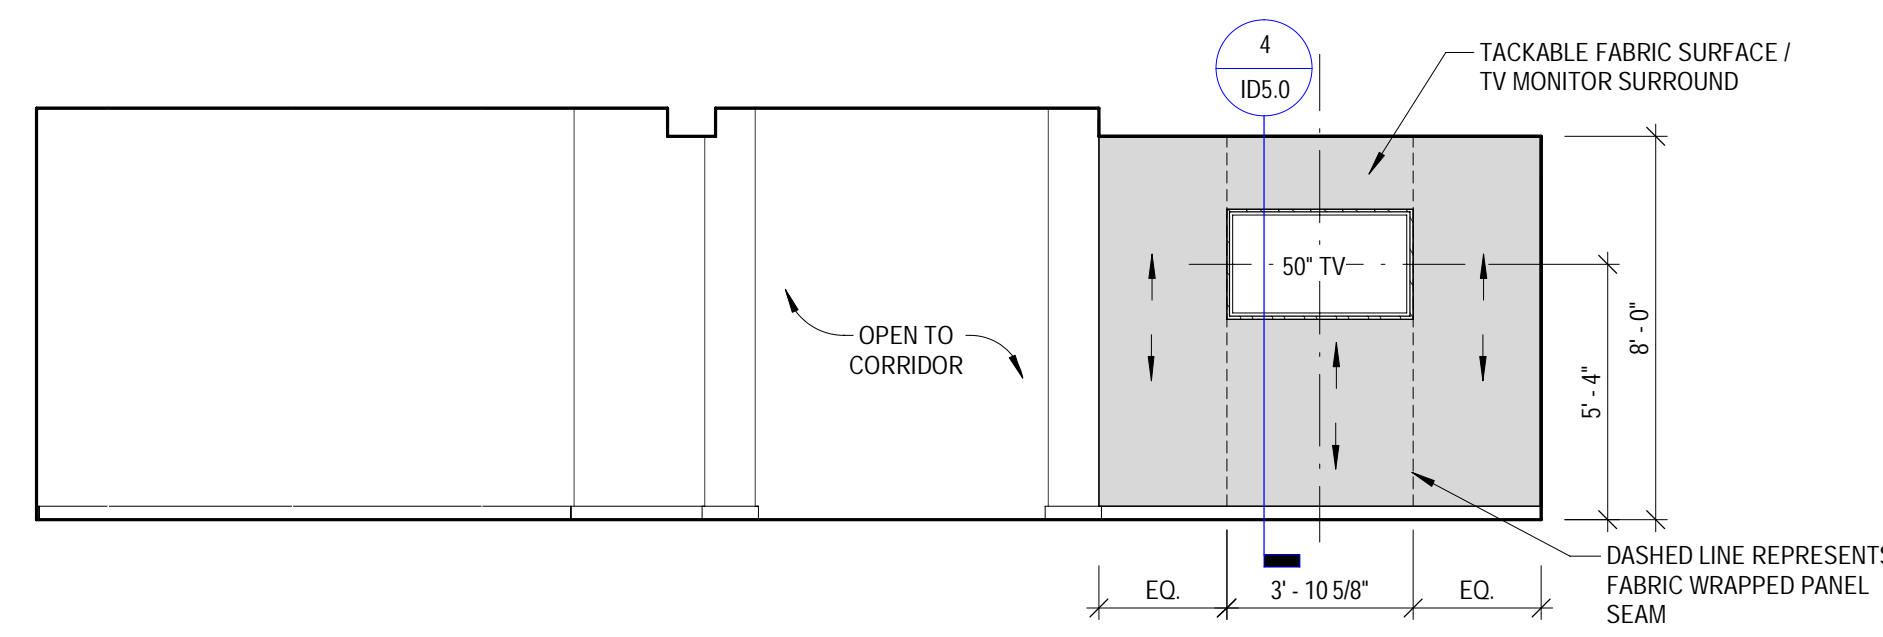 4
ID5.0
TACKABLE FABRIC SURFACE /
TV MONITOR SURROUND
50" TV
OPEN TO
CORRIDOR
5' - 4"
8' - 0"
DASHED LINE REPRESENTS
FABRIC WRAPPED PANEL
SEAM
EQ.
3' - 10 5/8"
EQ.